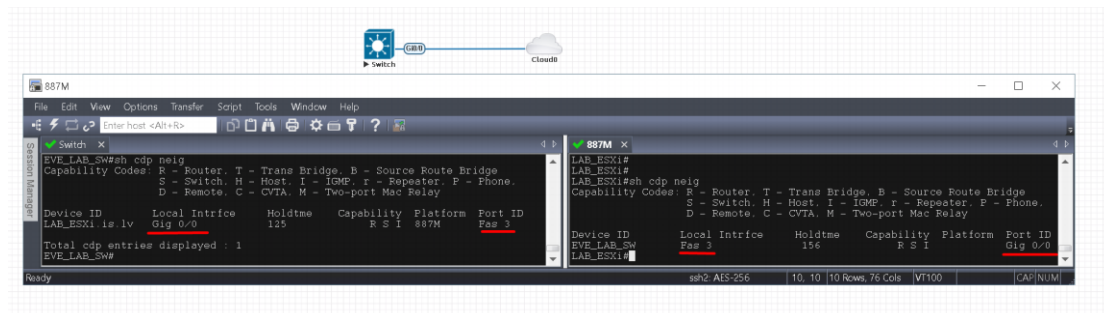 Gi0/0
Switch
Cloud0
887M
File Edit View Options Transfer Script Tools Window Help
Enter host <Alt+R>
Session Manager
Switch
EVE_LAB_SW#sh cdp neig
Capability Codes: R - Router, T - Trans Bridge, B - Source Route Bridge
S - Switch, H - Host, I - IGMP, r - Repeater, P - Phone,
D - Remote, C - CVTA, M - Two-port Mac Relay
Device ID Local Intrfce Holdtme Capability Platform Port ID
LAB_ESXi.is.lv Gig 0/0 125 R S I 887M Fas 3
Total cdp entries displayed : 1
EVE_LAB_SW#
887M
LAB_ESXi#
LAB_ESXi#
LAB_ESXi#sh cdp neig
Capability Codes: R - Router, T - Trans Bridge, B - Source Route Bridge
S - Switch, H - Host, I - IGMP, r - Repeater, P - Phone,
D - Remote, C - CVTA, M - Two-port Mac Relay
Device ID Local Intrfce Holdtme Capability Platform Port ID
EVE_LAB_SW Fas 3 156 R S I Gig 0/0
LAB_ESXi#
Ready ssh2: AES-256 10, 10 10 Rows, 76 Cols VT100 CAP NUM